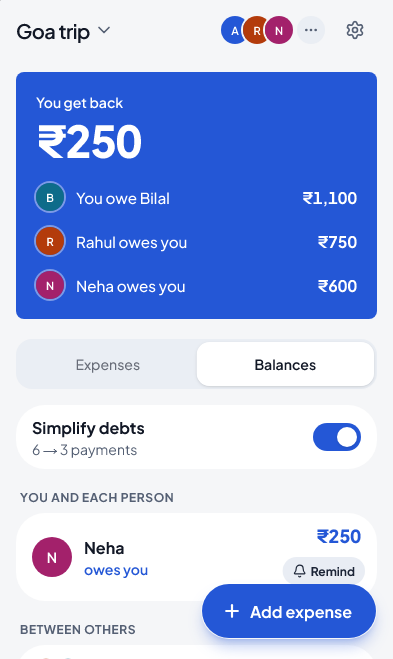 Goa trip
A R N ...
You get back
₹250
B You owe Bilal ₹1,100
R Rahul owes you ₹750
N Neha owes you ₹600
Expenses Balances
Simplify debts
6 → 3 payments
YOU AND EACH PERSON
N Neha ₹250
owes you Remind
+ Add expense
BETWEEN OTHERS